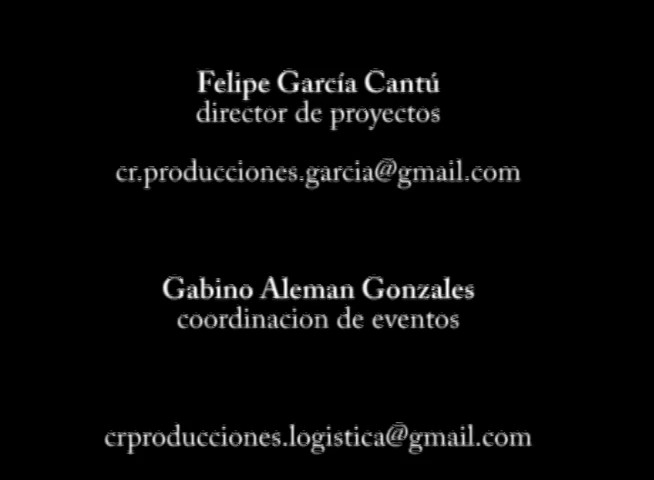 Felipe García Cantú
director de proyectos
cr.producciones.garcia@gmail.com
Gabino Aleman Gonzales
coordinacion de eventos
crproducciones.logistica@gmail.com